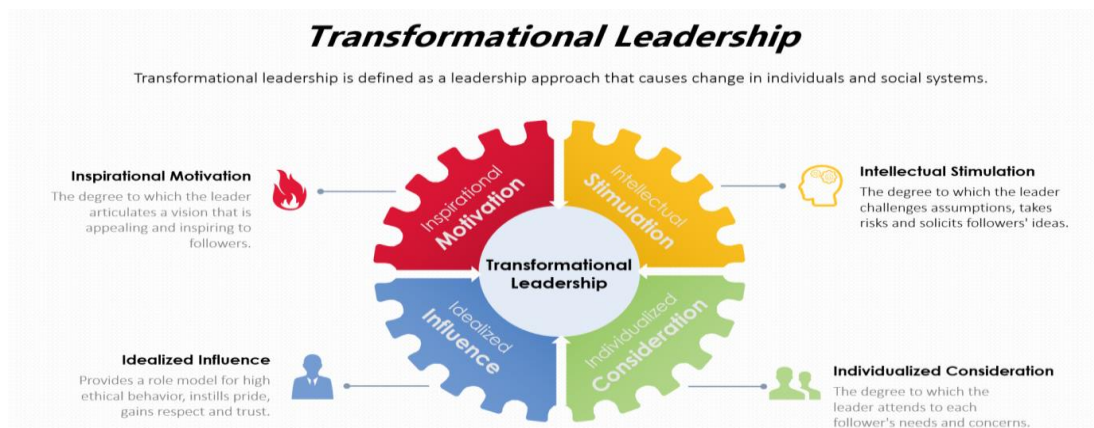 Transformational Leadership
Transformational leadership is defined as a leadership approach that causes change in individuals and social systems.
Inspirational Motivation
The degree to which the leader
articulates a vision that is
appealing and inspiring to
followers.
Inspirational
Motivation
Intellectual
Stimulation
Intellectual Stimulation
The degree to which the leader
challenges assumptions, takes
risks and solicits followers' ideas.
Transformational
Leadership
Idealized Influence
Provides a role model for high
ethical behavior, instills pride,
gains respect and trust.
Idealized
Influence
Individualized
Consideration
Individualized Consideration
The degree to which the
leader attends to each
follower's needs and concerns.